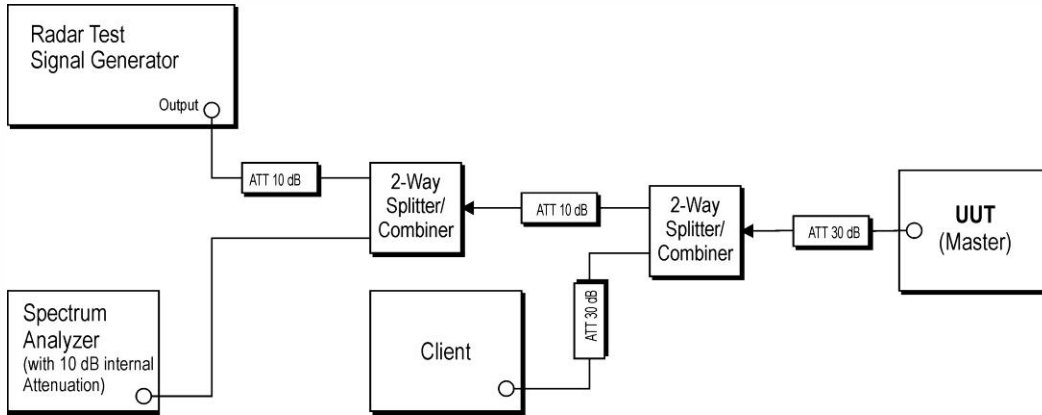 Radar Test
Signal Generator
Output
ATT 10 dB
2-Way
Splitter/
Combiner
ATT 10 dB
2-Way
Splitter/
Combiner
ATT 30 dB
UUT
(Master)
Spectrum
Analyzer
(with 10 dB internal
Attenuation)
Client
ATT 30 dB